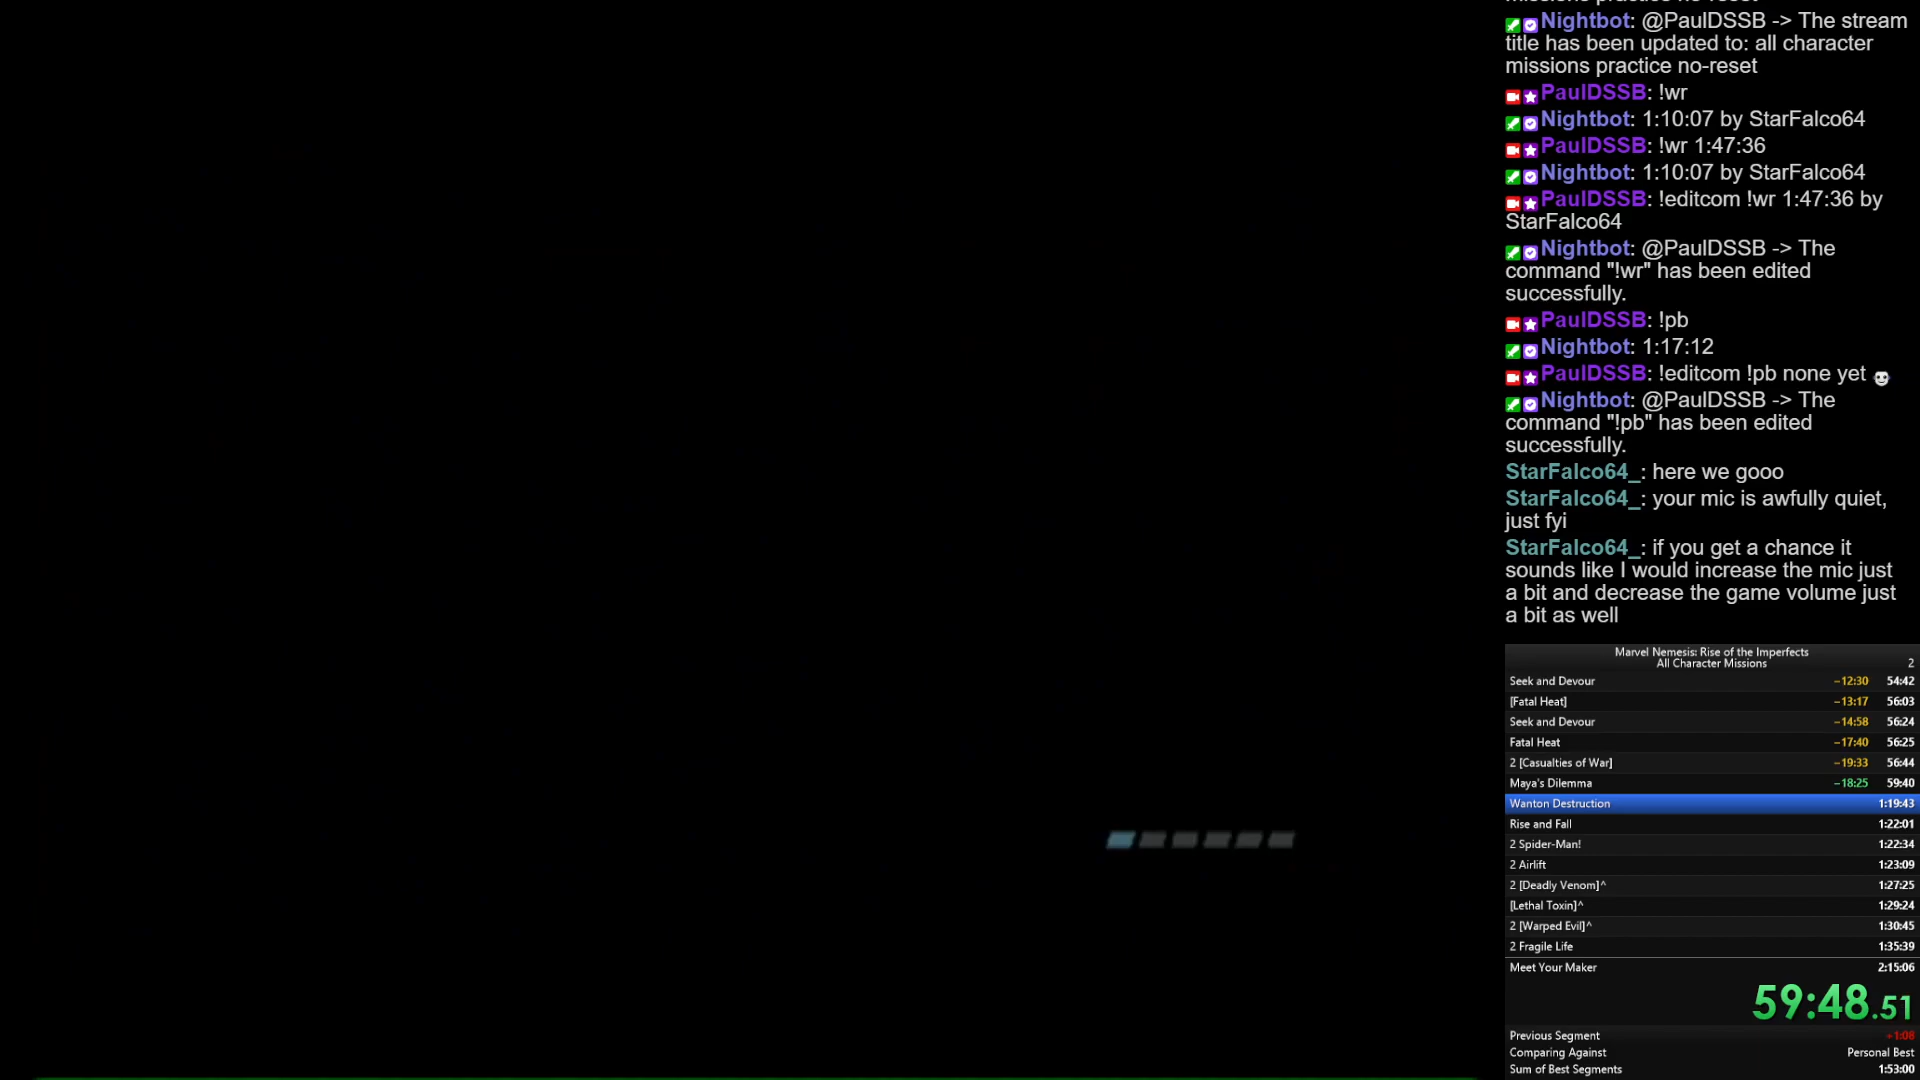 Nightbot: @PaulDSSB -> The stream
title has been updated to: all character
missions practice no-reset
PaulDSSB: !wr
Nightbot: 1:10:07 by StarFalco64
PaulDSSB: !wr 1:47:36
Nightbot: 1:10:07 by StarFalco64
PaulDSSB: !editcom !wr 1:47:36 by
StarFalco64
Nightbot: @PaulDSSB -> The
command "!wr" has been edited
successfully.
PaulDSSB: !pb
Nightbot: 1:17:12
PaulDSSB: !editcom !pb none yet
Nightbot: @PaulDSSB -> The
command "!pb" has been edited
successfully.
StarFalco64_: here we gooo
StarFalco64_: your mic is awfully quiet,
just fyi
StarFalco64_: if you get a chance it
sounds like I would increase the mic just
a bit and decrease the game volume just
a bit as well
Marvel Nemesis: Rise of the Imperfects
All Character Missions 2
Seek and Devour −12:30 54:42
[Fatal Heat] −13:17 56:03
Seek and Devour −14:58 56:24
Fatal Heat −17:40 56:25
2 [Casualties of War] −19:33 56:44
Maya's Dilemma −18:25 59:40
Wanton Destruction 1:19:43
Rise and Fall 1:22:01
2 Spider-Man! 1:22:34
2 Airlift 1:23:09
2 [Deadly Venom]^ 1:27:25
[Lethal Toxin]^ 1:29:24
2 [Warped Evil]^ 1:30:45
2 Fragile Life 1:35:39
Meet Your Maker 2:15:06
59:48.51
Previous Segment +1:08
Comparing Against Personal Best
Sum of Best Segments 1:53:00